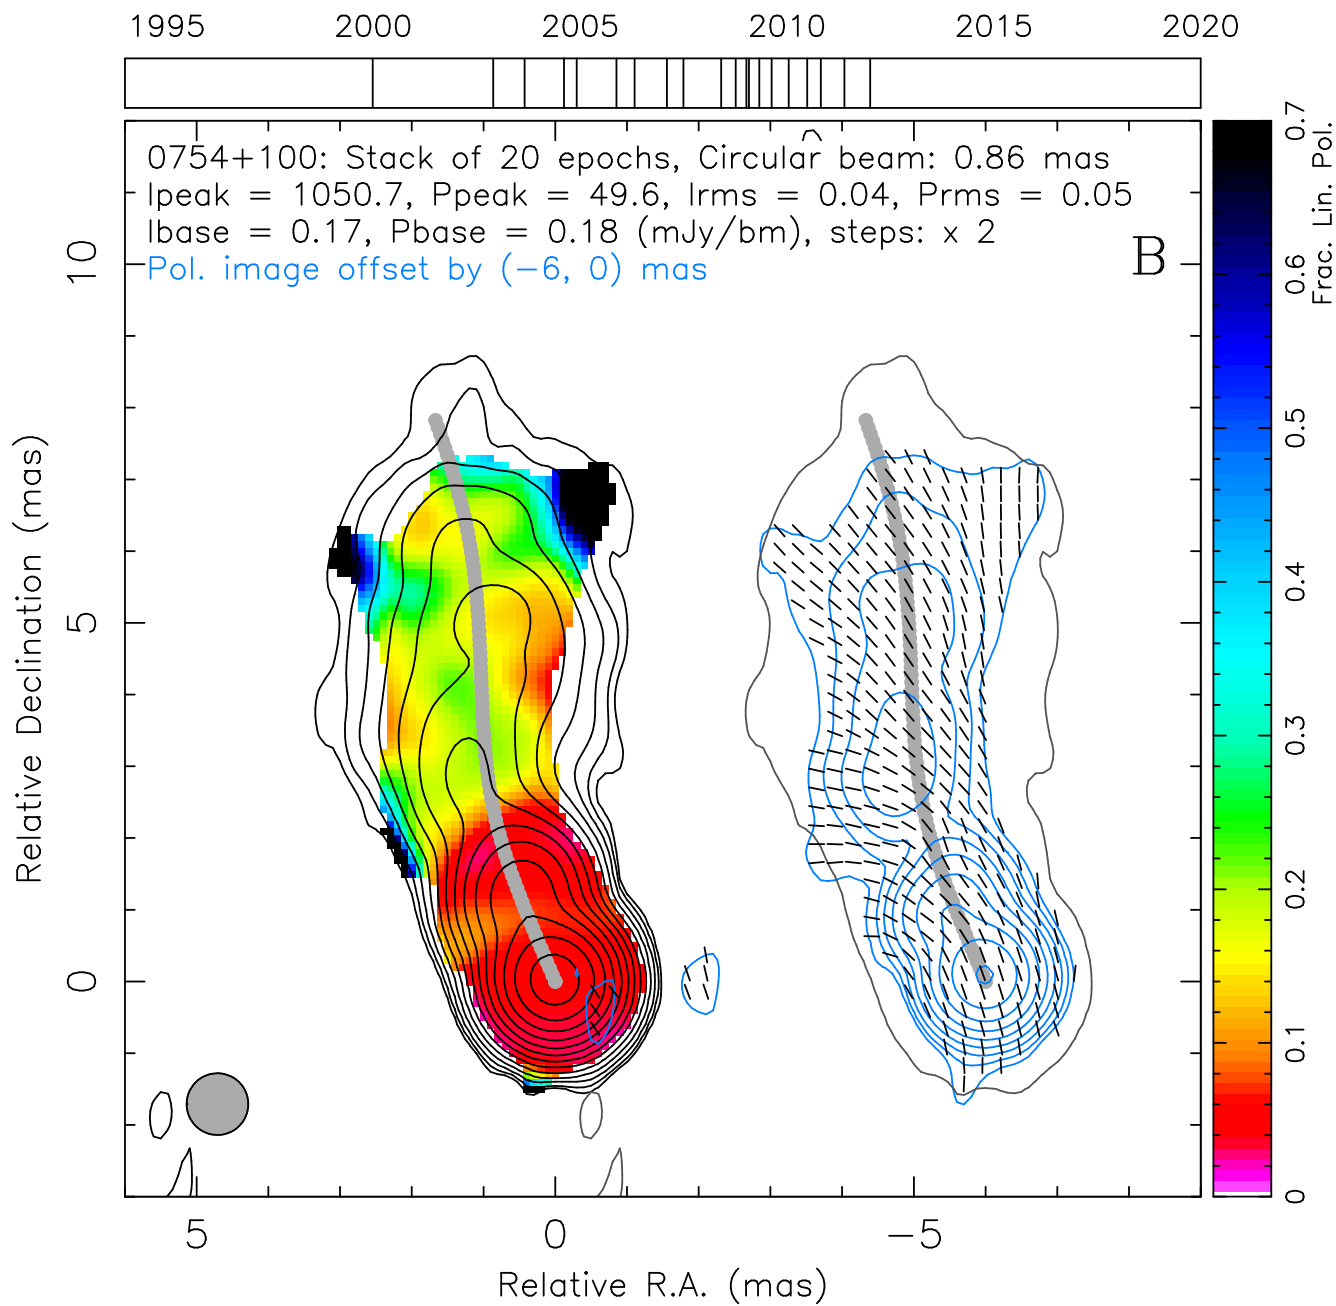 1995 2000 2005 2010 2015 2020
0754+100: Stack of 20 epochs, Circular beam: 0.86 mas
Ipeak = 1050.7, Ppeak = 49.6, Irms = 0.04, Prms = 0.05
Ibase = 0.17, Pbase = 0.18 (mJy/bm), steps: x 2
Pol. image offset by (−6, 0) mas
B
10
5
0
Relative Declination (mas)
5 0 −5
Relative R.A. (mas)
0.7
0.6
0.5
0.4
0.3
0.2
0.1
0
Frac. Lin. Pol.